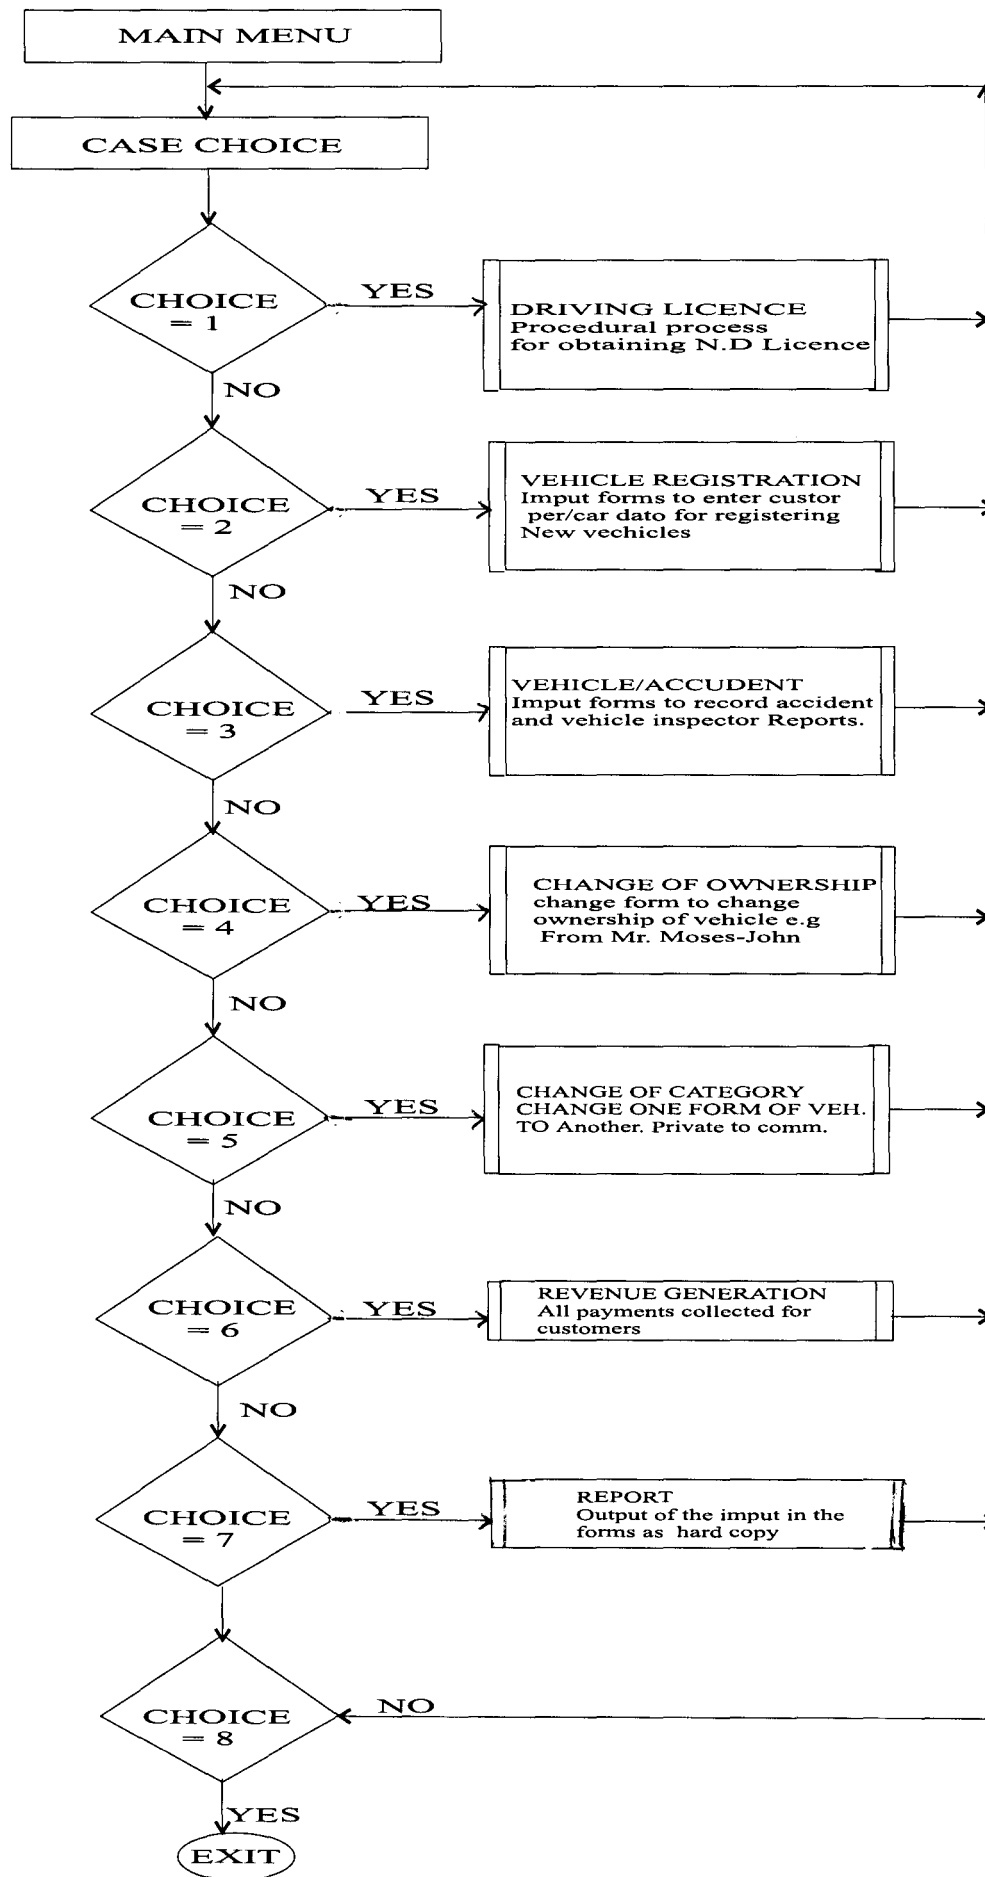 MAIN MENU
CASE CHOICE
CHOICE
= 1
YES
DRIVING LICENCE
Procedural process
for obtaining N.D Licence
NO
CHOICE
= 2
YES
VEHICLE REGISTRATION
Imput forms to enter custor
per/car dato for registering
New vechicles
NO
CHOICE
= 3
YES
VEHICLE/ACCUDENT
Imput forms to record accident
and vehicle inspector Reports.
NO
CHOICE
= 4
YES
CHANGE OF OWNERSHIP
change form to change
ownership of vehicle e.g
From Mr. Moses-John
NO
CHOICE
= 5
YES
CHANGE OF CATEGORY
CHANGE ONE FORM OF VEH.
TO Another. Private to comm.
NO
CHOICE
= 6
YES
REVENUE GENERATION
All payments collected for
customers
NO
CHOICE
= 7
YES
REPORT
Output of the imput in the
forms as hard copy
CHOICE
= 8
NO
YES
EXIT